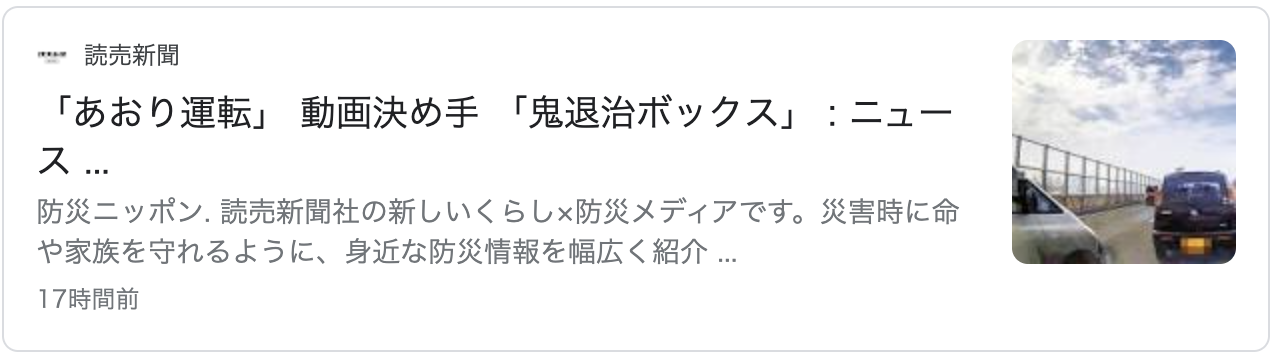 読売新聞
「あおり運転」 動画決め手 「鬼退治ボックス」 : ニュー
ス ...
防災ニッポン. 読売新聞社の新しいくらし×防災メディアです。災害時に命
や家族を守れるように、身近な防災情報を幅広く紹介 ...
17時間前